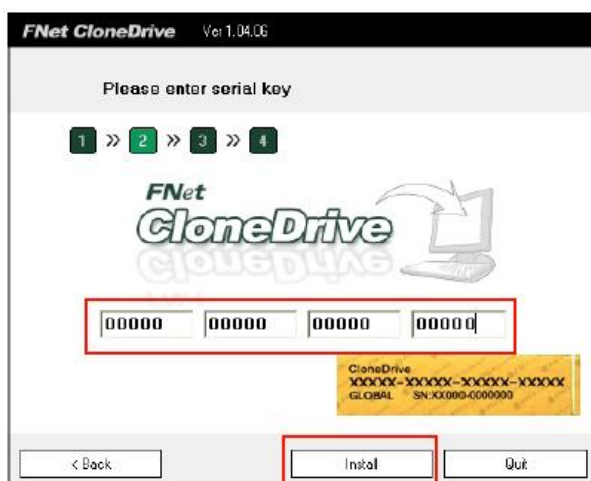 FNet CloneDrive Ver 1.04.06
Please enter serial key
1 » 2 » 3 » 4
FNet
CloneDrive
00000 00000 00000 00000
CloneDrive
XXXXX-XXXXX-XXXXX-XXXXX
GLOBAL SN:XX000-0000000
< Back Install Quit